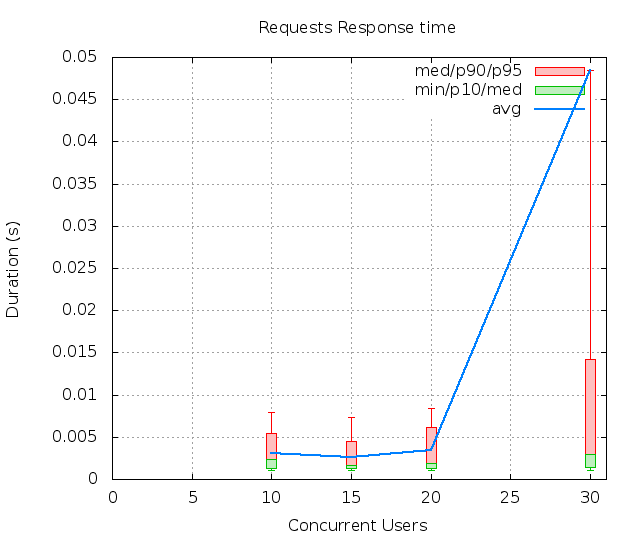 Requests Response time
med/p90/p95
min/p10/med
avg
0.05
0.045
0.04
0.035
0.03
0.025
0.02
0.015
0.01
0.005
0
Duration (s)
0 5 10 15 20 25 30
Concurrent Users